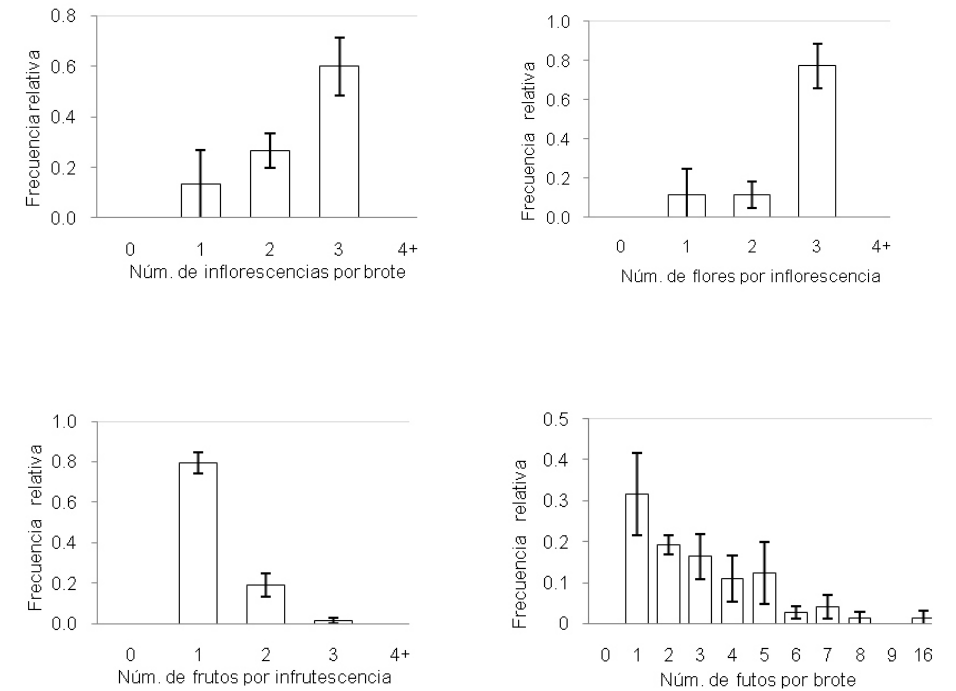 0.8
0.6
0.4
0.2
0.0
Frecuencia relativa
0 1 2 3 4+
Núm. de inflorescencias por brote
1.0
0.8
0.6
0.4
0.2
0.0
Frecuencia relativa
0 1 2 3 4+
Núm. de flores por inflorescencia
1.0
0.8
0.6
0.4
0.2
0.0
Frecuencia relativa
0 1 2 3 4+
Núm. de frutos por infrutescencia
0.5
0.4
0.3
0.2
0.1
0
Frecuencia relativa
0 1 2 3 4 5 6 7 8 9 16
Núm. de futos por brote